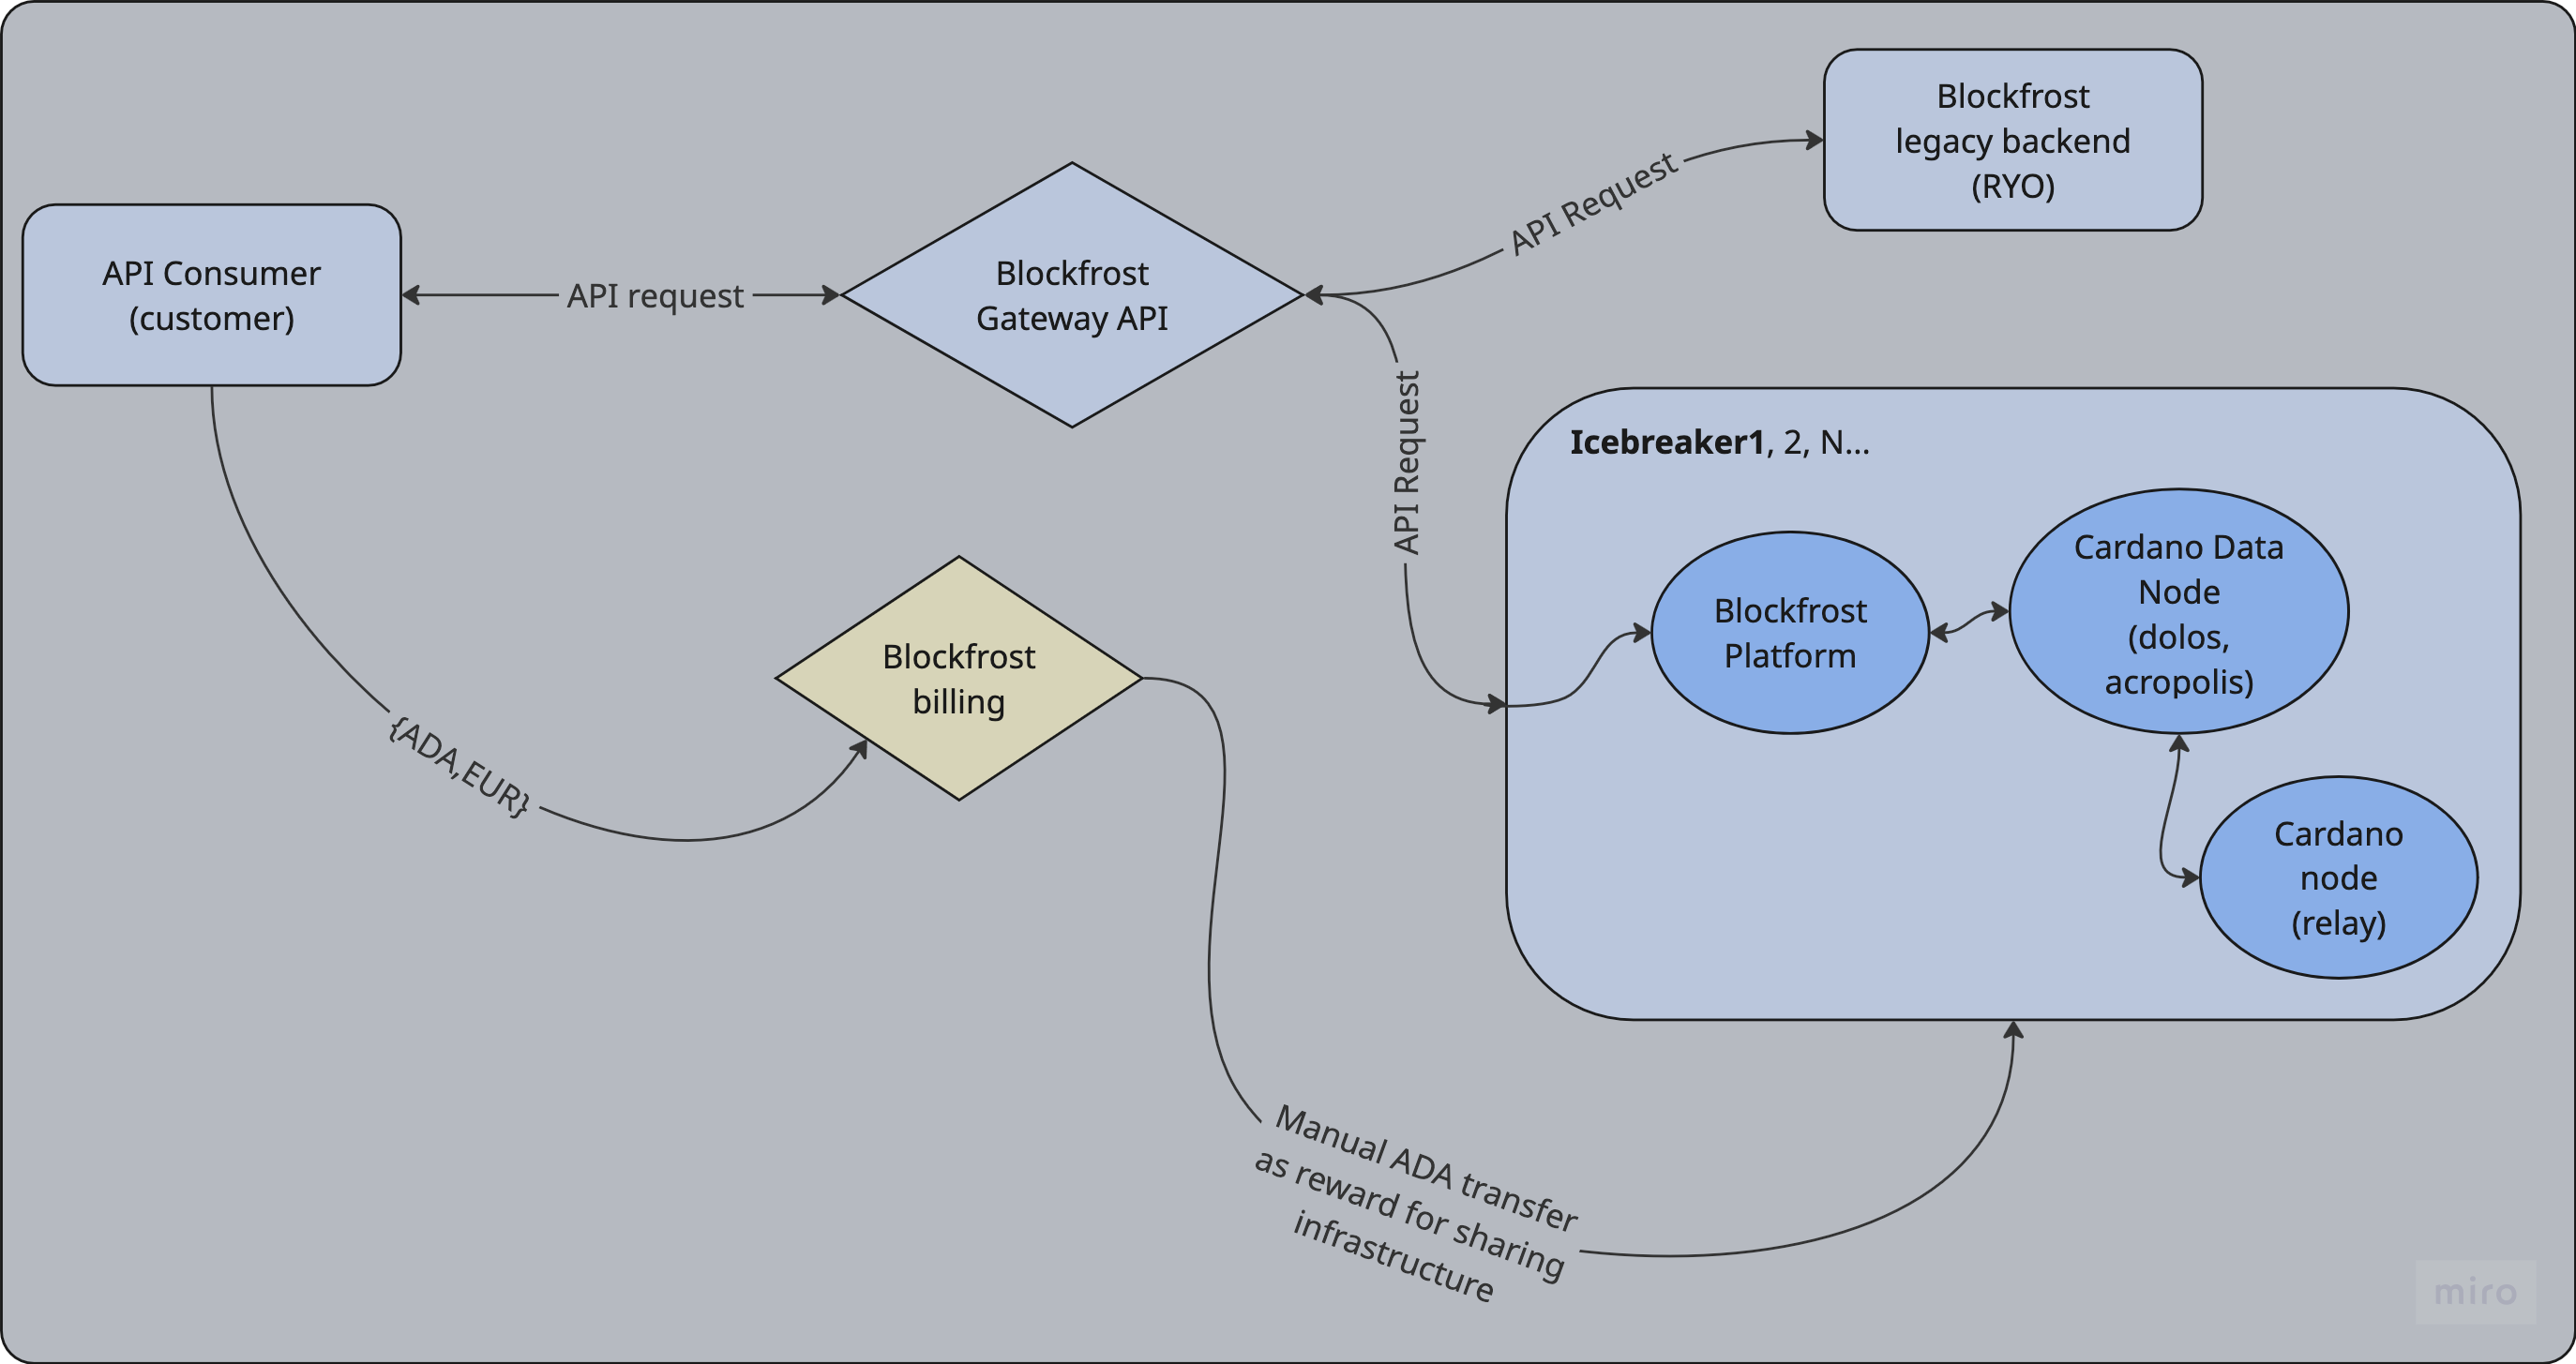 Blockfrost
legacy backend
(RYO)
API Request
API Consumer
(customer)
API request
Blockfrost
Gateway API
API Request
Icebreaker1, 2, N...
Blockfrost
Platform
Cardano Data
Node
(dolos,
acropolis)
Cardano
node
(relay)
Blockfrost
billing
{ADA,EUR}
Manual ADA transfer
as reward for sharing
infrastructure
miro